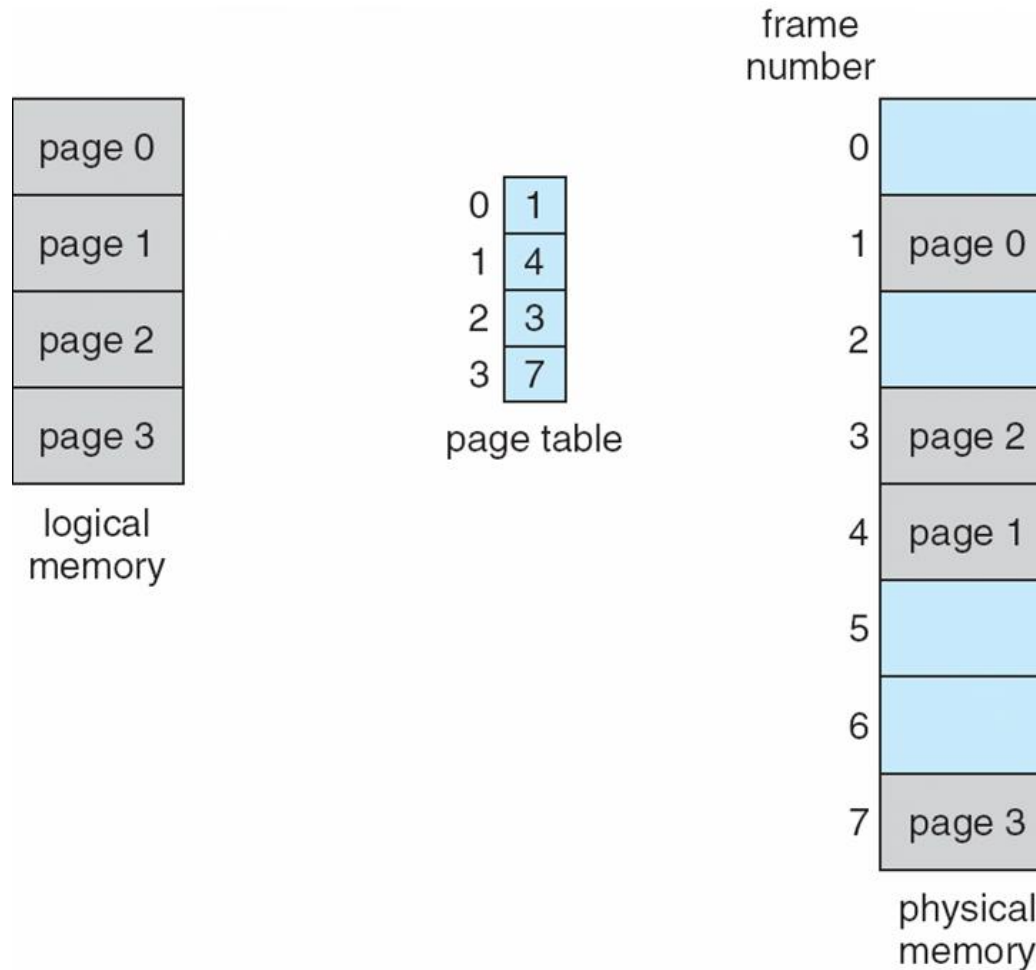 page 0
page 1
page 2
page 3
logical
memory
0 1
1 4
2 3
3 7
page table
frame
number
0
1 page 0
2
3 page 2
4 page 1
5
6
7 page 3
physical
memory